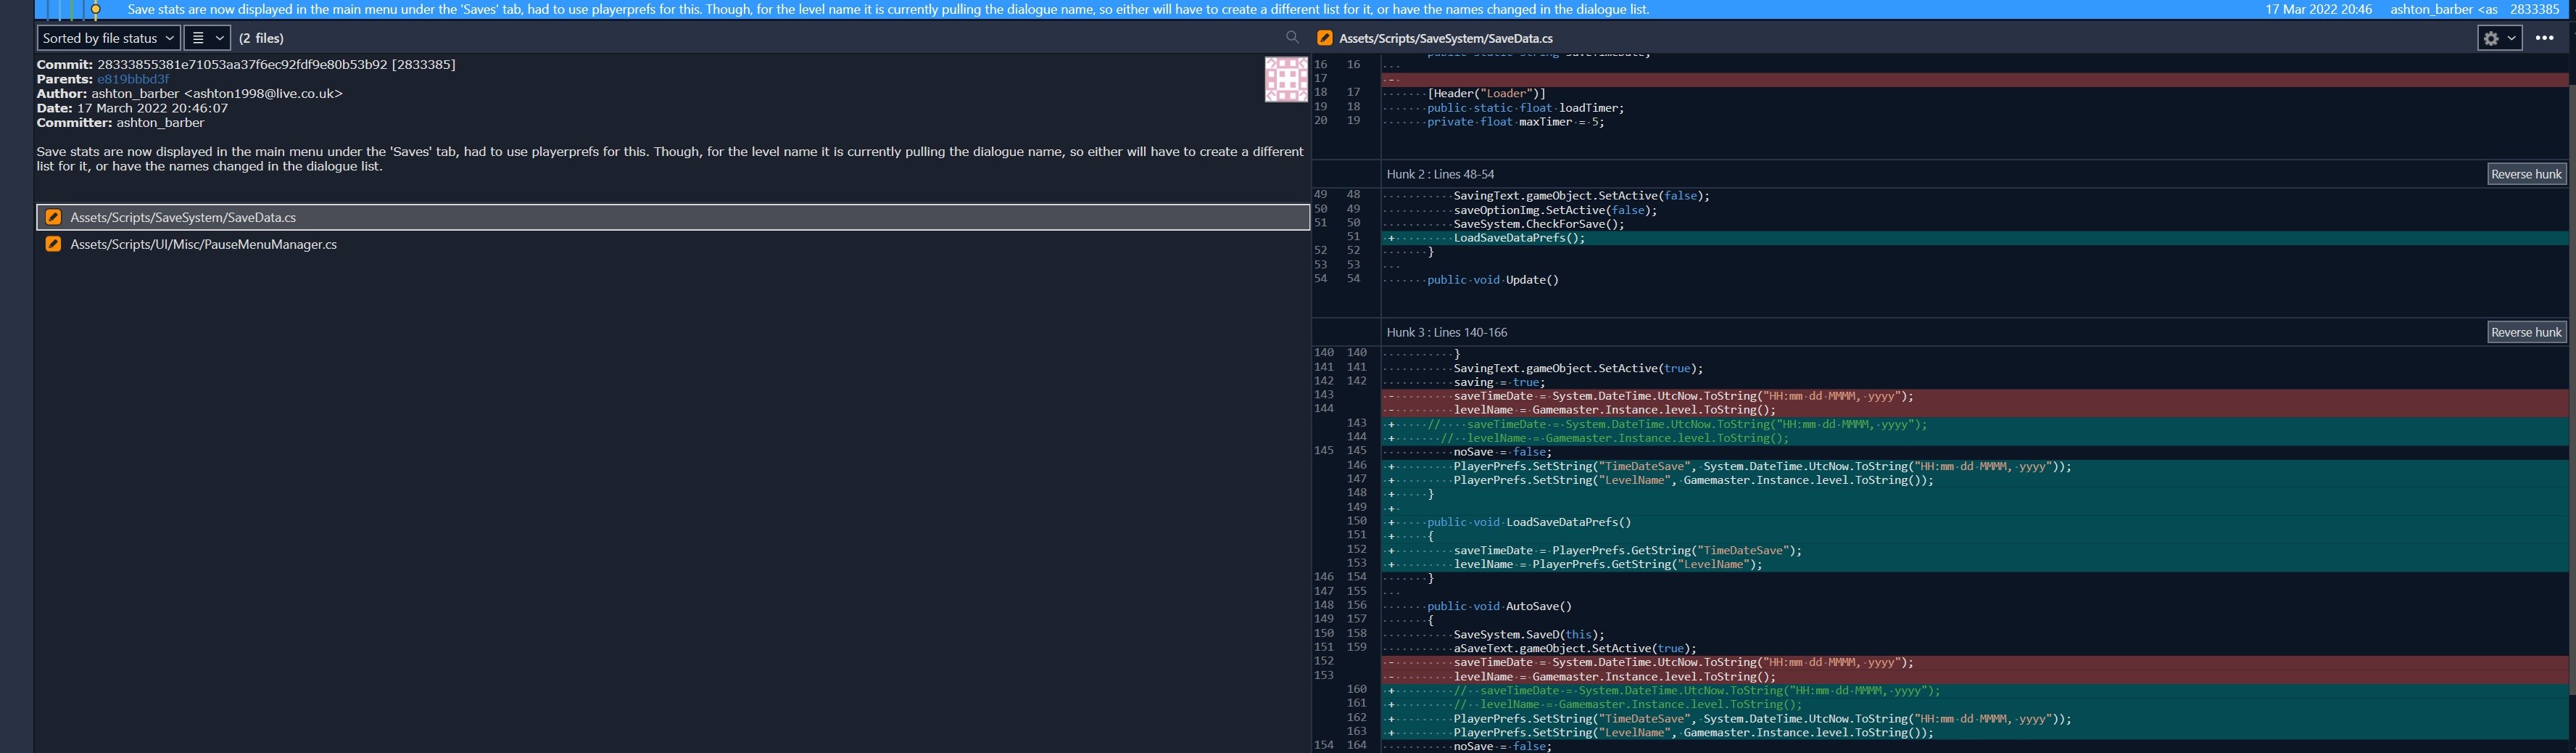 Save stats are now displayed in the main menu under the 'Saves' tab, had to use playerprefs for this. Though, for the level name it is currently pulling the dialogue name, so either will have to create a different list for it, or have the names changed in the dialogue list. 17 Mar 2022 20:46 ashton_barber <as 2833385
Sorted by file status (2 files)
Commit: 28333855381e71053aa37f6ec92fdf9e80b53b92 [2833385]
Parents: e819bbbd3f
Author: ashton_barber <ashton1998@live.co.uk>
Date: 17 March 2022 20:46:07
Committer: ashton_barber
Save stats are now displayed in the main menu under the 'Saves' tab, had to use playerprefs for this. Though, for the level name it is currently pulling the dialogue name, so either will have to create a different
list for it, or have the names changed in the dialogue list.
Assets/Scripts/SaveSystem/SaveData.cs
Assets/Scripts/UI/Misc/PauseMenuManager.cs
Assets/Scripts/SaveSystem/SaveData.cs
16 16
17 -
18 17 [Header("Loader")]
19 18 public static float loadTimer;
20 19 private float maxTimer = 5;
Hunk 2 : Lines 48-54 Reverse hunk
49 48 SavingText.gameObject.SetActive(false);
50 49 saveOptionImg.SetActive(false);
51 50 SaveSystem.CheckForSave();
51 + LoadSaveDataPrefs();
52 52 }
53 53
54 54 public void Update()
Hunk 3 : Lines 140-166 Reverse hunk
140 140 }
141 141 SavingText.gameObject.SetActive(true);
142 142 saving = true;
143 - saveTimeDate = System.DateTime.UtcNow.ToString("HH:mm dd MMMM, yyyy");
144 - levelName = Gamemaster.Instance.level.ToString();
143 + // saveTimeDate = System.DateTime.UtcNow.ToString("HH:mm dd MMMM, yyyy");
144 + // levelName = Gamemaster.Instance.level.ToString();
145 145 noSave = false;
146 + PlayerPrefs.SetString("TimeDateSave", System.DateTime.UtcNow.ToString("HH:mm dd MMMM, yyyy"));
147 + PlayerPrefs.SetString("LevelName", Gamemaster.Instance.level.ToString());
148 + }
149 +
150 + public void LoadSaveDataPrefs()
151 + {
152 + saveTimeDate = PlayerPrefs.GetString("TimeDateSave");
153 + levelName = PlayerPrefs.GetString("LevelName");
146 154 }
147 155
148 156 public void AutoSave()
149 157 {
150 158 SaveSystem.SaveD(this);
151 159 aSaveText.gameObject.SetActive(true);
152 - saveTimeDate = System.DateTime.UtcNow.ToString("HH:mm dd MMMM, yyyy");
153 - levelName = Gamemaster.Instance.level.ToString();
160 + // saveTimeDate = System.DateTime.UtcNow.ToString("HH:mm dd MMMM, yyyy");
161 + // levelName = Gamemaster.Instance.level.ToString();
162 + PlayerPrefs.SetString("TimeDateSave", System.DateTime.UtcNow.ToString("HH:mm dd MMMM, yyyy"));
163 + PlayerPrefs.SetString("LevelName", Gamemaster.Instance.level.ToString());
154 164 noSave = false;